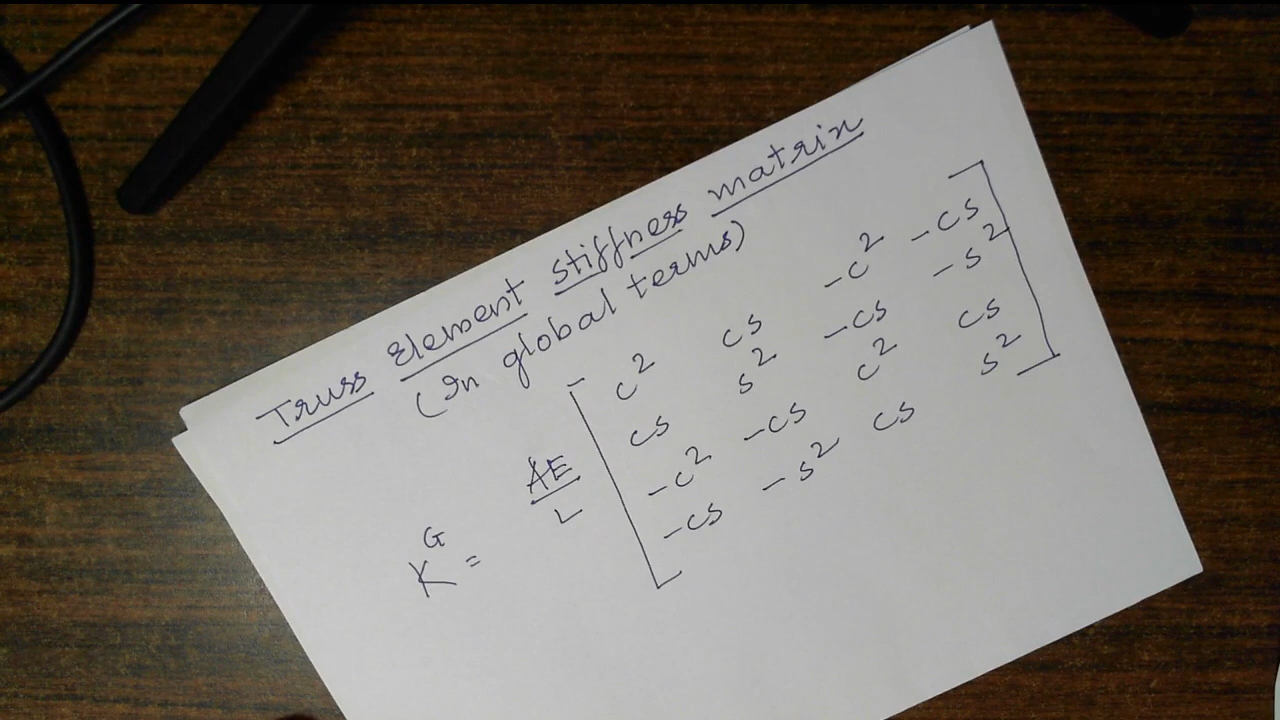 Truss Element stiffness matrix
(In global terms)
K^G = AE/L [
c² cs -c² -cs
cs s² -cs -s²
-c² -cs c² cs
-cs -s² cs s²
]